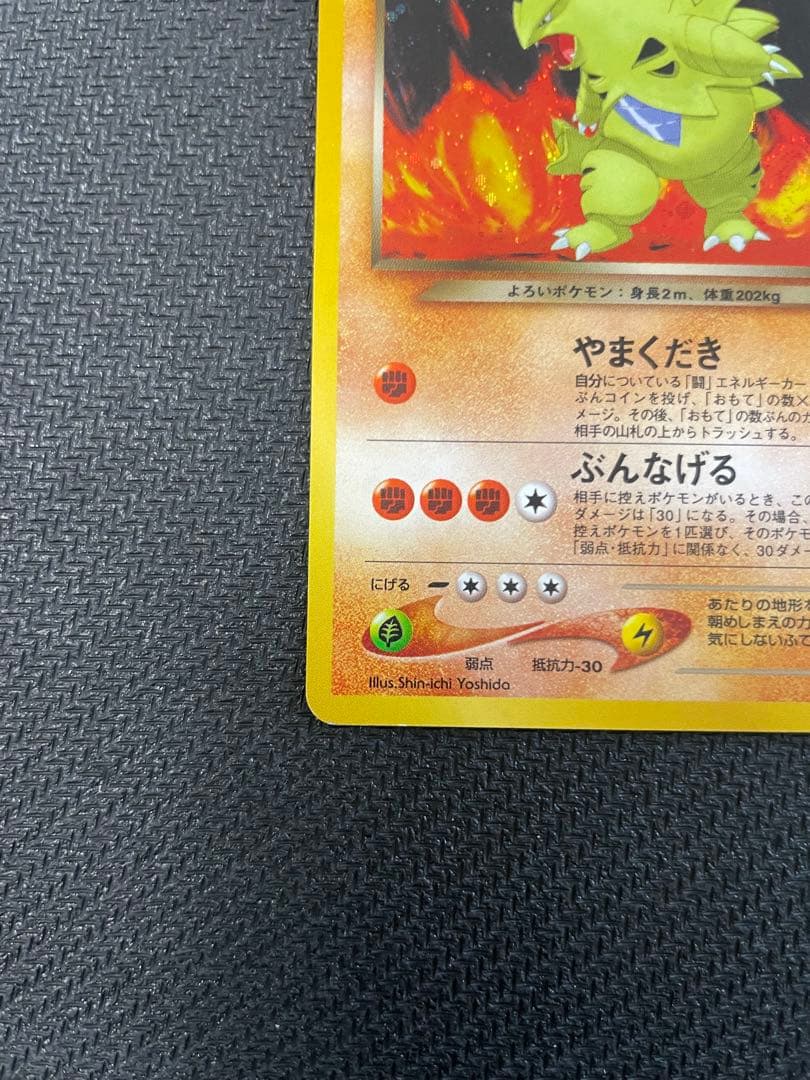 よろいポケモン：身長2m、体重202kg
やまくだき
自分についている「闘」エネルギーカー
ぶんコインを投げ、「おもて」の数×
メージ。その後、「おもて」の数ぶんのカ
相手の山札の上からトラッシュする。
ぶんなげる
相手に控えポケモンがいるとき、この
ダメージは「30」になる。その場合、
控えポケモンを1匹選び、そのポケモ
「弱点・抵抗力」に関係なく、30ダメー
にげる
あたりの地形を
朝めしまえの力
気にしないふて
弱点
抵抗力-30
Illus.Shin-ichi Yoshida